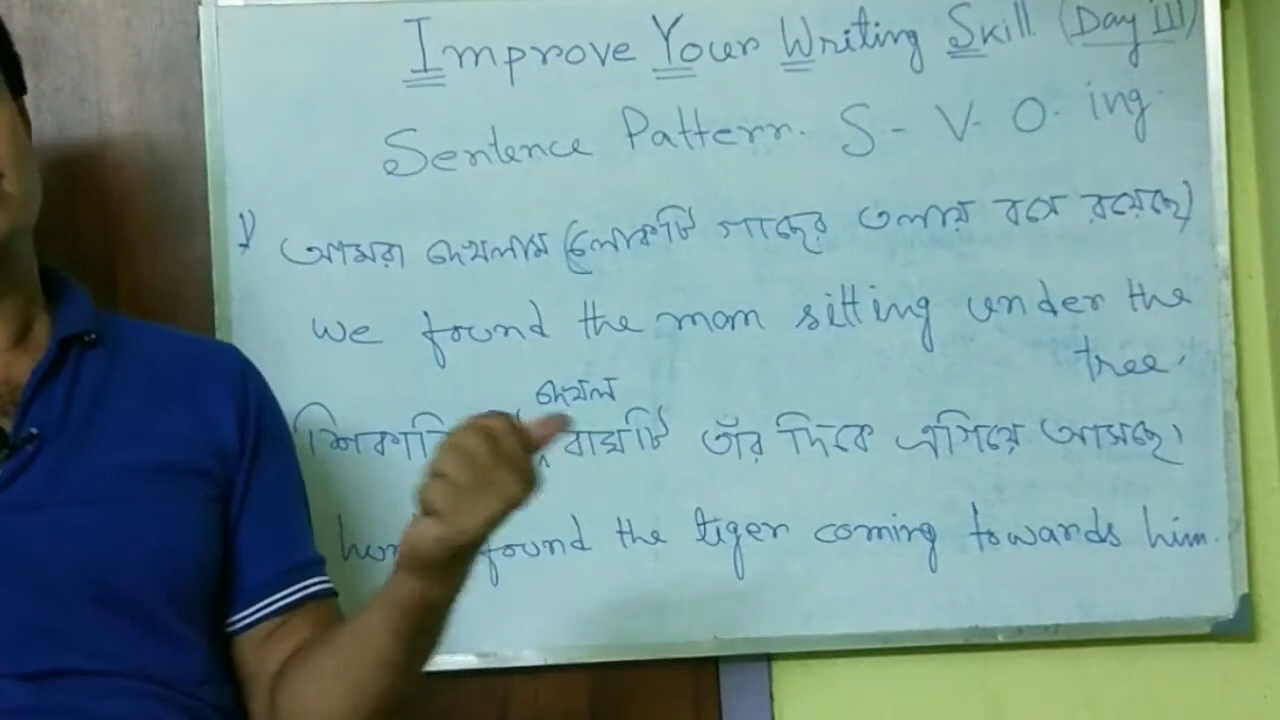 Improve Your Writing Skill (Day III)
Sentence Pattern. S - V - O - ing
১) আমরা দেখলাম (লোকটি গাছের তলায় বসে রয়েছে)
we found the man sitting under the
tree.
দেখল
বাঘটি তাঁর দিকে এগিয়ে আসছে।
found the tiger coming towards him.